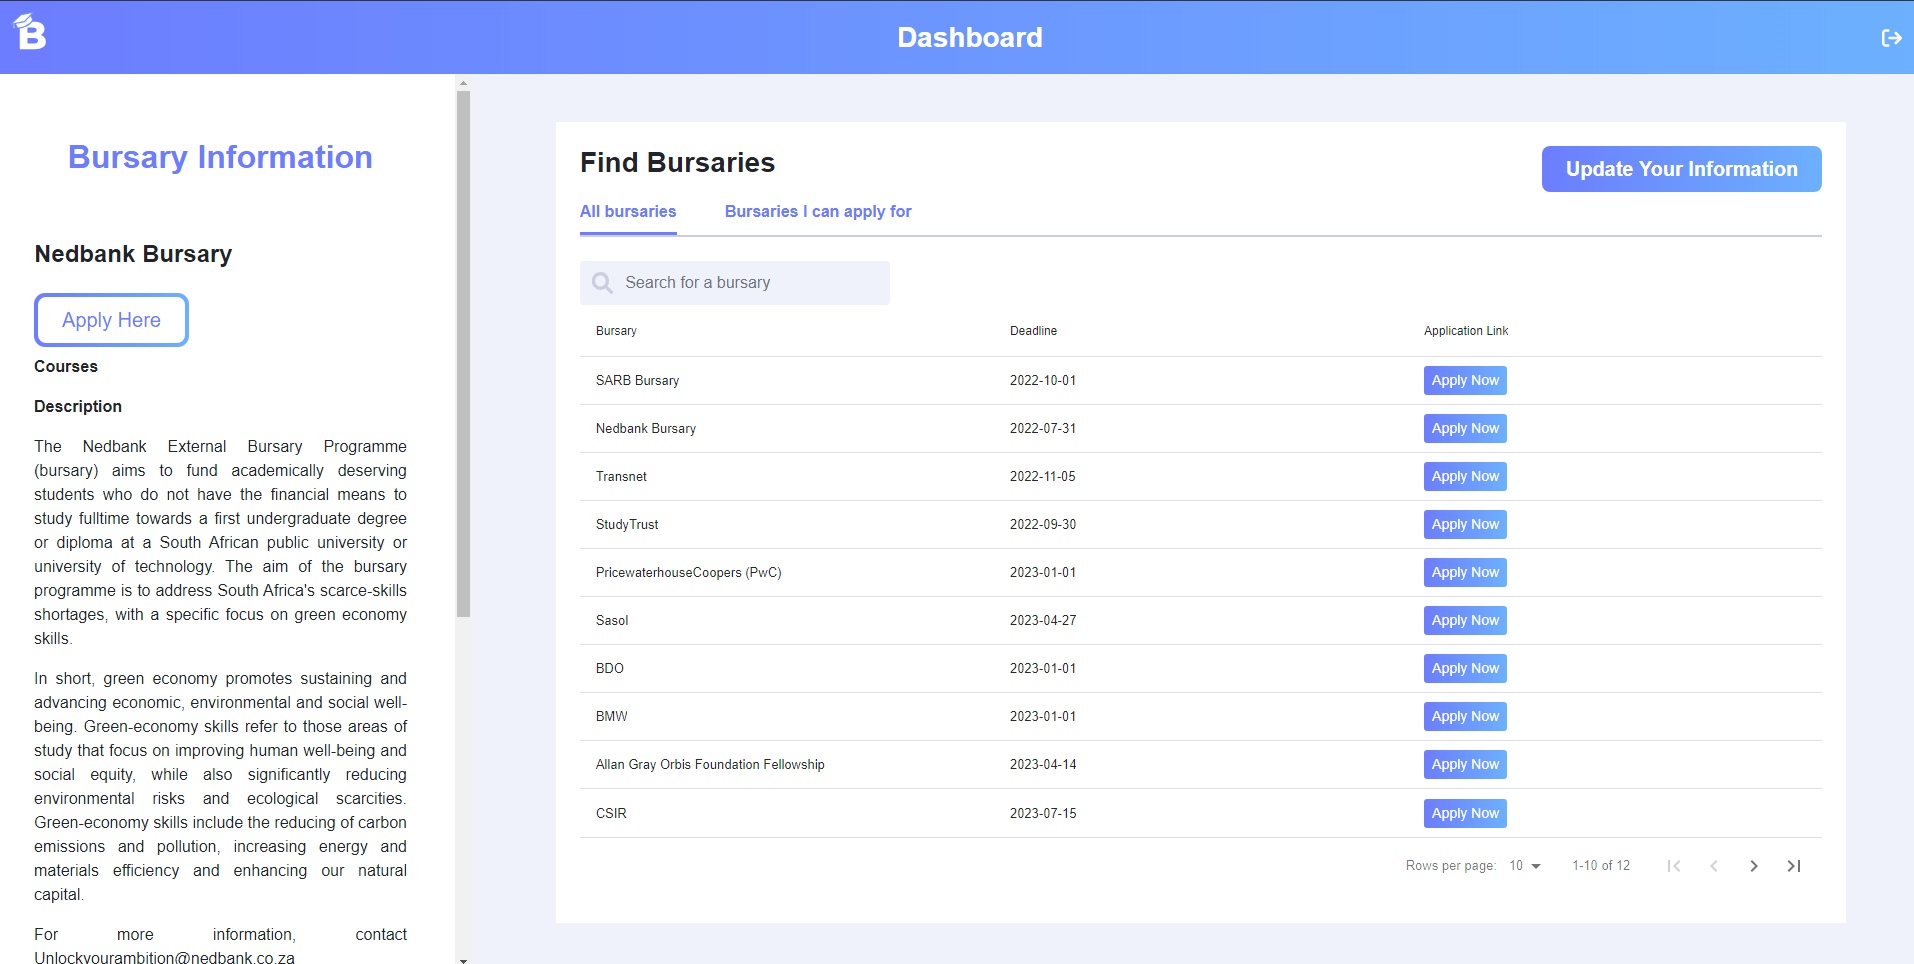 B
Dashboard
Bursary Information
Nedbank Bursary
Apply Here
Courses
Description
The Nedbank External Bursary Programme
(bursary) aims to fund academically deserving
students who do not have the financial means to
study fulltime towards a first undergraduate degree
or diploma at a South African public university or
university of technology. The aim of the bursary
programme is to address South Africa's scarce-skills
shortages, with a specific focus on green economy
skills.
In short, green economy promotes sustaining and
advancing economic, environmental and social well-
being. Green-economy skills refer to those areas of
study that focus on improving human well-being and
social equity, while also significantly reducing
environmental risks and ecological scarcities.
Green-economy skills include the reducing of carbon
emissions and pollution, increasing energy and
materials efficiency and enhancing our natural
capital.
For more information, contact
Unlockyourambition@nedbank.co.za
Find Bursaries
Update Your Information
All bursaries Bursaries I can apply for
Search for a bursary
Bursary Deadline Application Link
SARB Bursary 2022-10-01 Apply Now
Nedbank Bursary 2022-07-31 Apply Now
Transnet 2022-11-05 Apply Now
StudyTrust 2022-09-30 Apply Now
PricewaterhouseCoopers (PwC) 2023-01-01 Apply Now
Sasol 2023-04-27 Apply Now
BDO 2023-01-01 Apply Now
BMW 2023-01-01 Apply Now
Allan Gray Orbis Foundation Fellowship 2023-04-14 Apply Now
CSIR 2023-07-15 Apply Now
Rows per page: 10 1-10 of 12